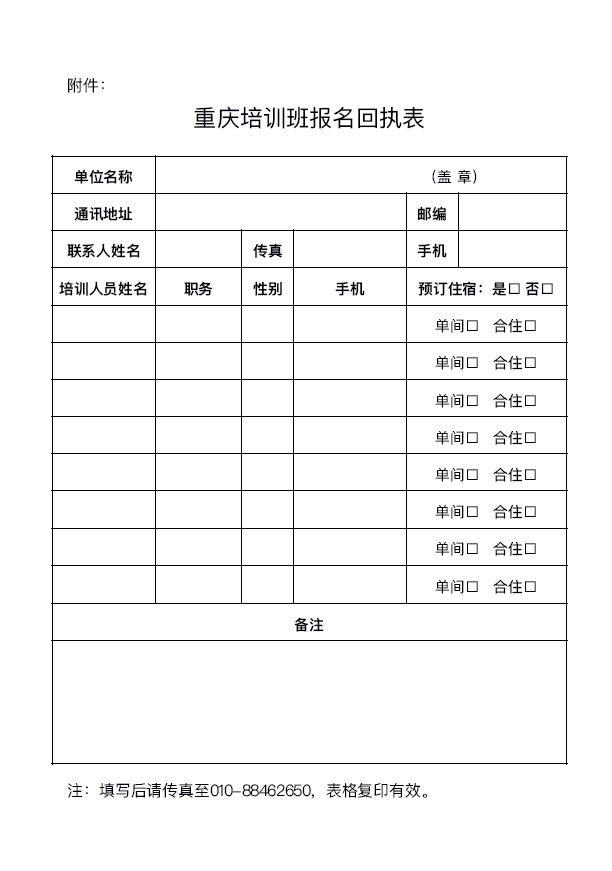 附件：
重庆培训班报名回执表
单位名称 （盖 章）
通讯地址 邮编
联系人姓名 传真 手机
培训人员姓名 职务 性别 手机 预订住宿：是□ 否□
单间□ 合住□
单间□ 合住□
单间□ 合住□
单间□ 合住□
单间□ 合住□
单间□ 合住□
单间□ 合住□
单间□ 合住□
备注
注：填写后请传真至010-88462650，表格复印有效。